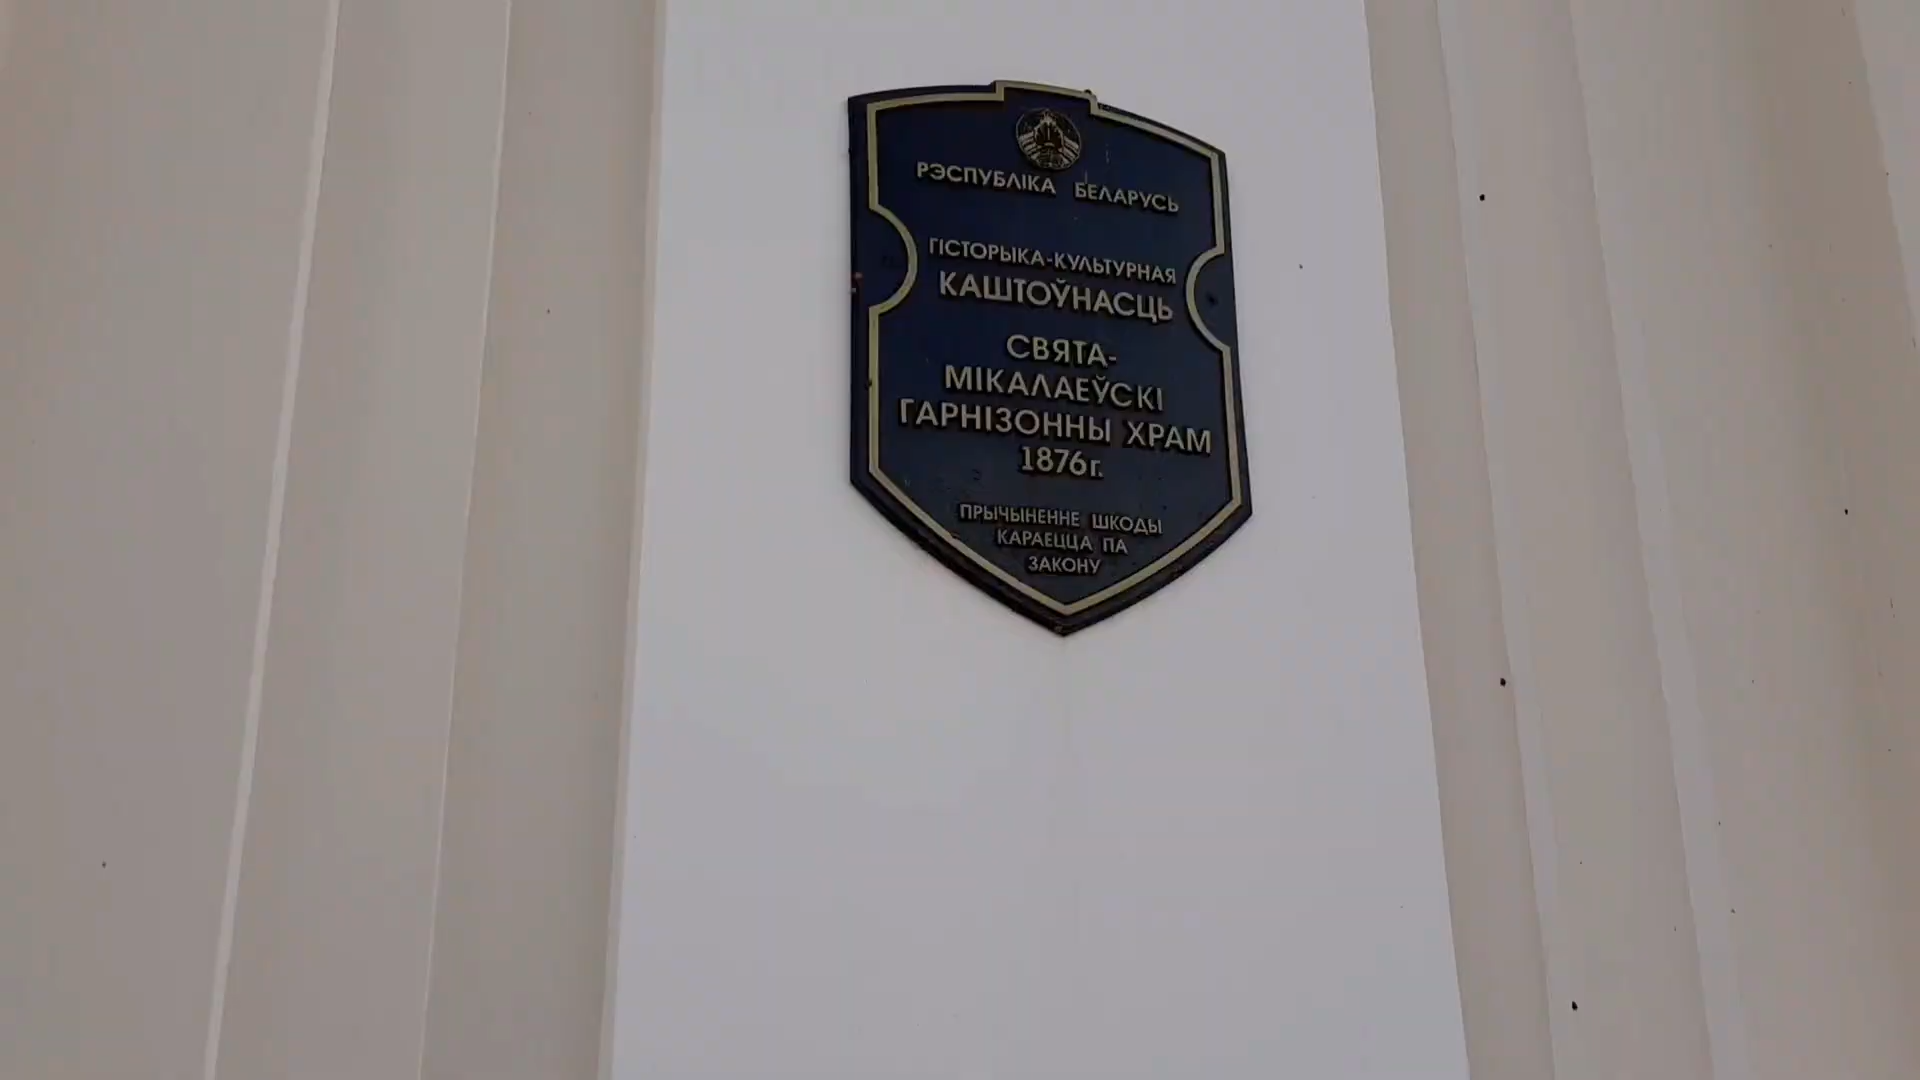 РЭСПУБЛІКА БЕЛАРУСЬ
ГІСТОРЫКА-КУЛЬТУРНАЯ
КАШТОЎНАСЦЬ
СВЯТА-
МІКАЛАЕЎСКІ
ГАРНІЗОННЫ ХРАМ
1876г.
ПРЫЧЫНЕННЕ ШКОДЫ
КАРАЕЦЦА ПА
ЗАКОНУ